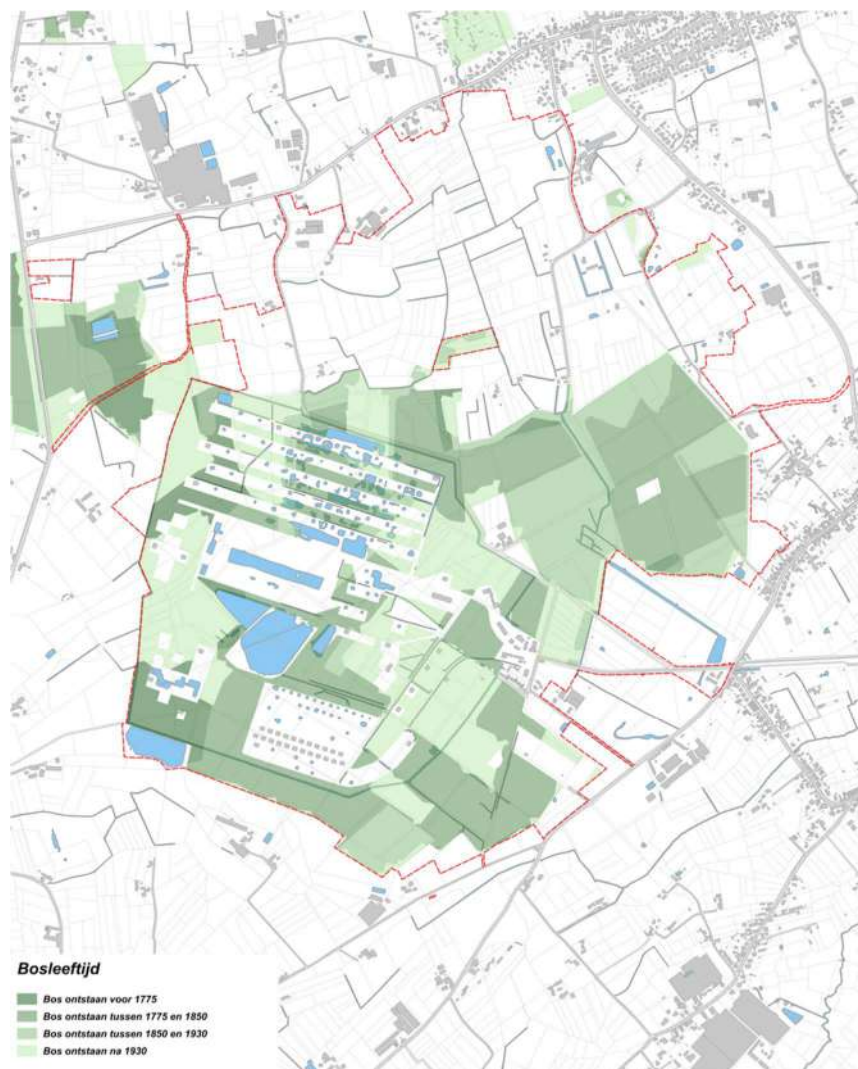 Bosleeftijd
Bos ontstaan voor 1775
Bos ontstaan tussen 1775 en 1850
Bos ontstaan tussen 1850 en 1930
Bos ontstaan na 1930